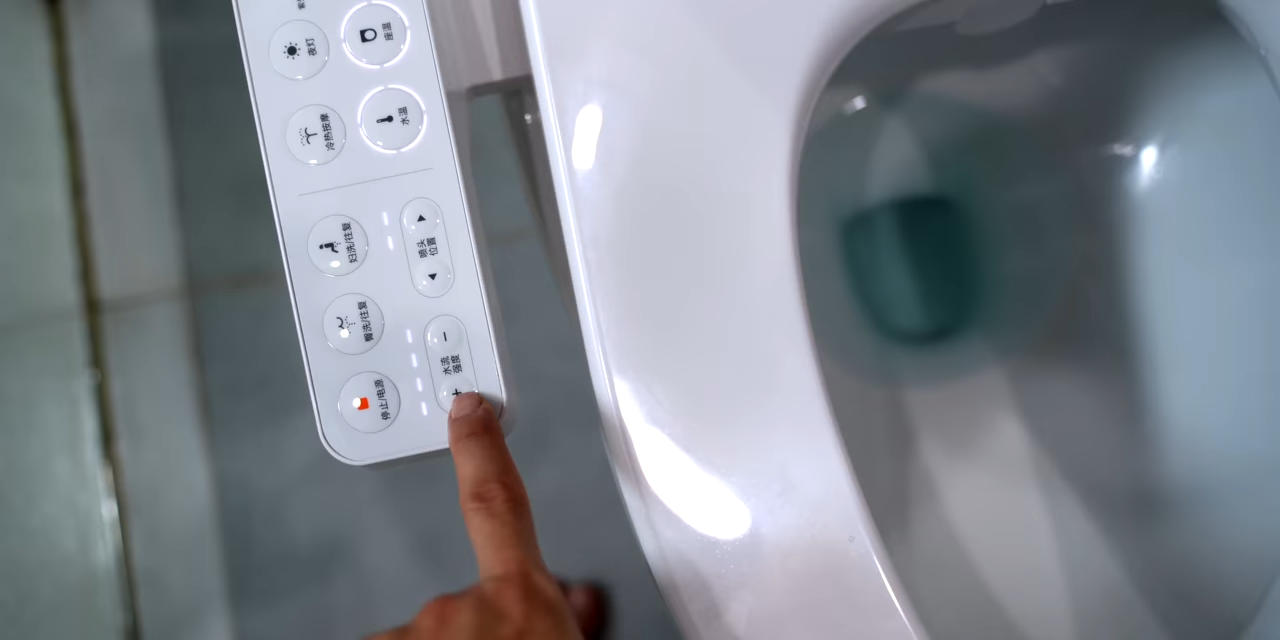 夜灯
座温
冷热按摩
水温
妇洗/往复
喷头
位置
臀洗/往复
水流
强度
停止/电源
− +